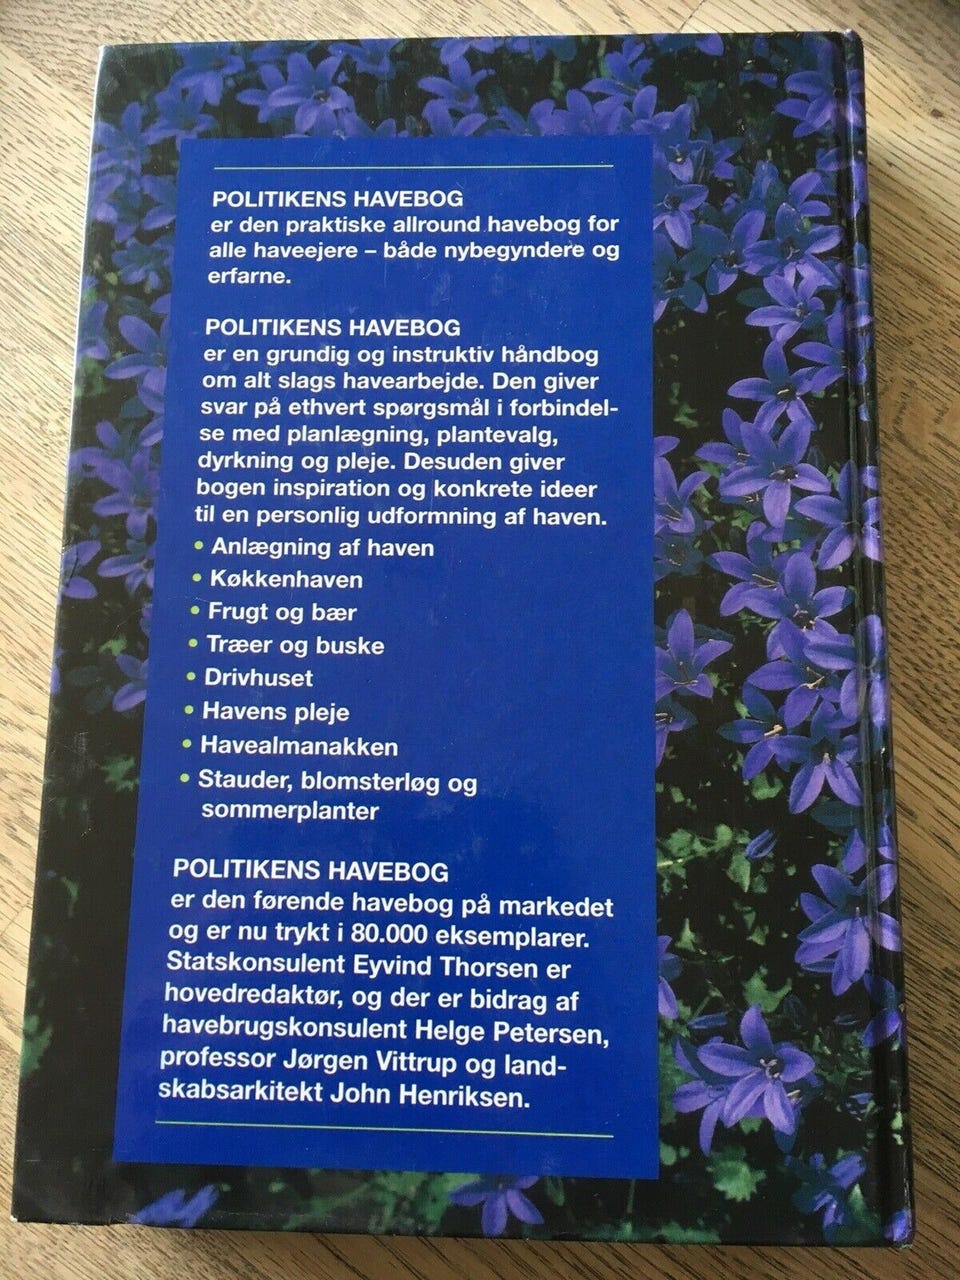 POLITIKENS HAVEBOG
er den praktiske allround havebog for
alle haveejere – både nybegyndere og
erfarne.
POLITIKENS HAVEBOG
er en grundig og instruktiv håndbog
om alt slags havearbejde. Den giver
svar på ethvert spørgsmål i forbindel-
se med planlægning, plantevalg,
dyrkning og pleje. Desuden giver
bogen inspiration og konkrete ideer
til en personlig udformning af haven.
• Anlægning af haven
• Køkkenhaven
• Frugt og bær
• Træer og buske
• Drivhuset
• Havens pleje
• Havealmanakken
• Stauder, blomsterløg og
sommerplanter
POLITIKENS HAVEBOG
er den førende havebog på markedet
og er nu trykt i 80.000 eksemplarer.
Statskonsulent Eyvind Thorsen er
hovedredaktør, og der er bidrag af
havebrugskonsulent Helge Petersen,
professor Jørgen Vittrup og land-
skabsarkitekt John Henriksen.